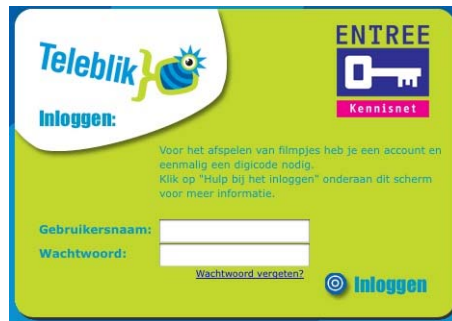 Teleblik
ENTREE
Kennisnet
Inloggen:
Voor het afspelen van filmpjes heb je een account en
eenmalig een digicode nodig.
Klik op "Hulp bij het inloggen" onderaan dit scherm
voor meer informatie.
Gebruikersnaam:
Wachtwoord:
Wachtwoord vergeten?
Inloggen